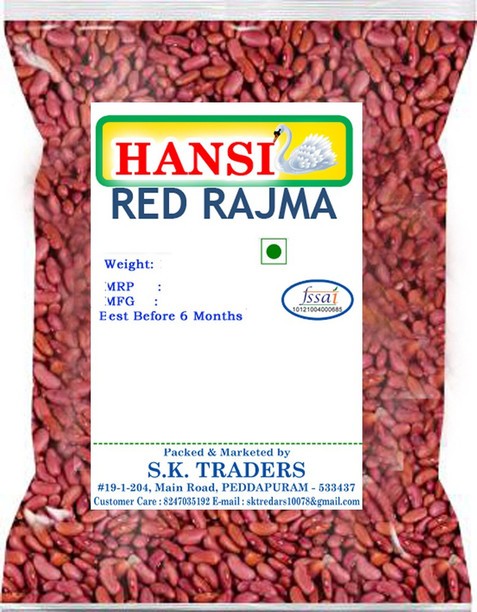 HANSI
RED RAJMA
Weight:
MRP :
MFG :
Best Before 6 Months
fssai
10121004000685
Packed & Marketed by
S.K. TRADERS
#19-1-204, Main Road, PEDDAPURAM - 533437
Customer Care : 8247035192 E-mail : sktredars10078@gmail.com